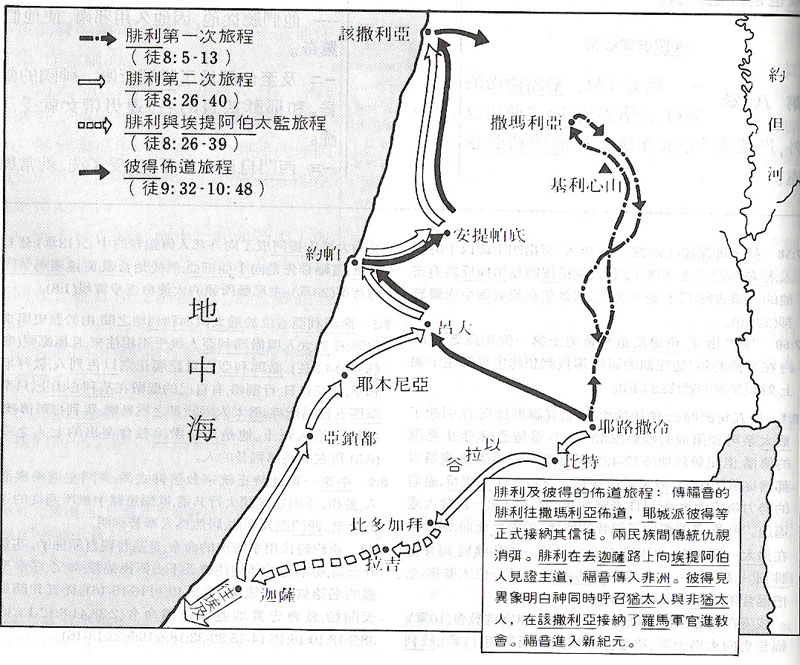 腓利第一次旅程
(徒8:5-13)
腓利第二次旅程
(徒8:26-40)
腓利與埃提阿伯太監旅程
(徒8:26-39)
彼得佈道旅程
(徒9:32-10:48)
該撒利亞
約但河
撒瑪利亞
基利心山
安提帕底
約帕
地中海
呂大
耶木尼亞
亞鎖都
耶路撒冷
以拉谷
比特
比多加拜
拉吉
迦薩
往埃及
腓利及彼得的佈道旅程：傳福音的
腓利往撒瑪利亞佈道，耶城派彼得等
正式接納其信徒。兩民族間傳統仇視
消弭。腓利在去迦薩路上向埃提阿伯
人見證主道，福音傳入非洲。彼得見
異象明白神同時呼召猶太人與非猶太
人，在該撒利亞接納了羅馬軍官進教
會。福音進入新紀元。